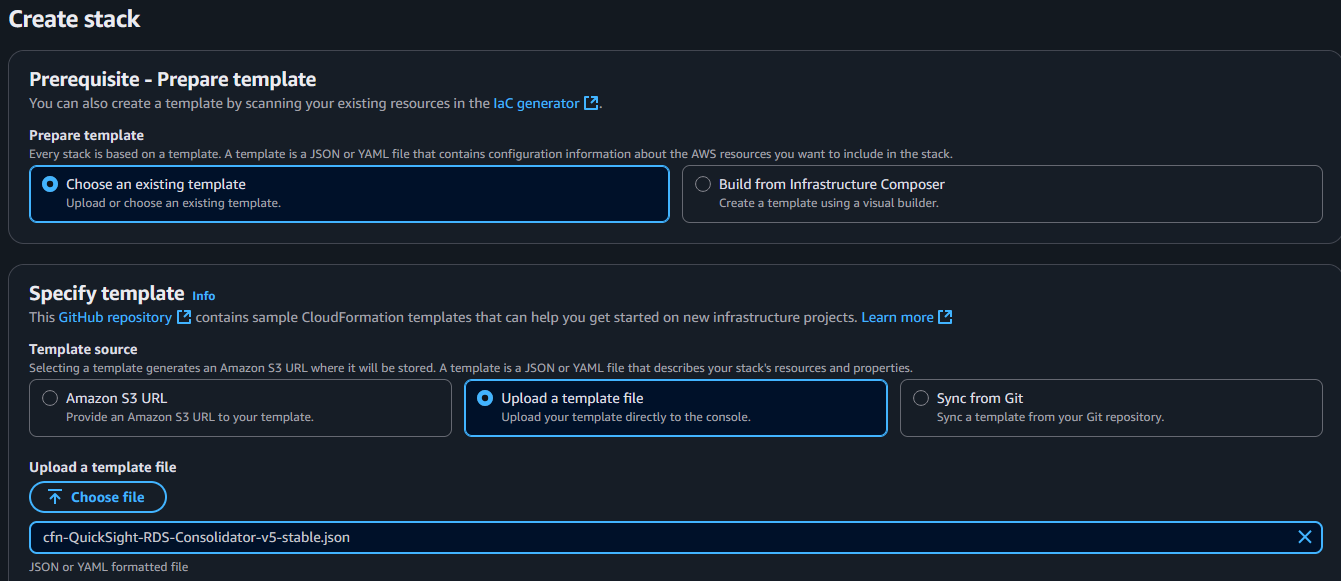 Create stack
Prerequisite - Prepare template
You can also create a template by scanning your existing resources in the IaC generator.
Prepare template
Every stack is based on a template. A template is a JSON or YAML file that contains configuration information about the AWS resources you want to include in the stack.
Choose an existing template
Upload or choose an existing template.
Build from Infrastructure Composer
Create a template using a visual builder.
Specify template Info
This GitHub repository contains sample CloudFormation templates that can help you get started on new infrastructure projects. Learn more
Template source
Selecting a template generates an Amazon S3 URL where it will be stored. A template is a JSON or YAML file that describes your stack's resources and properties.
Amazon S3 URL
Provide an Amazon S3 URL to your template.
Upload a template file
Upload your template directly to the console.
Sync from Git
Sync a template from your Git repository.
Upload a template file
Choose file
cfn-QuickSight-RDS-Consolidator-v5-stable.json
JSON or YAML formatted file